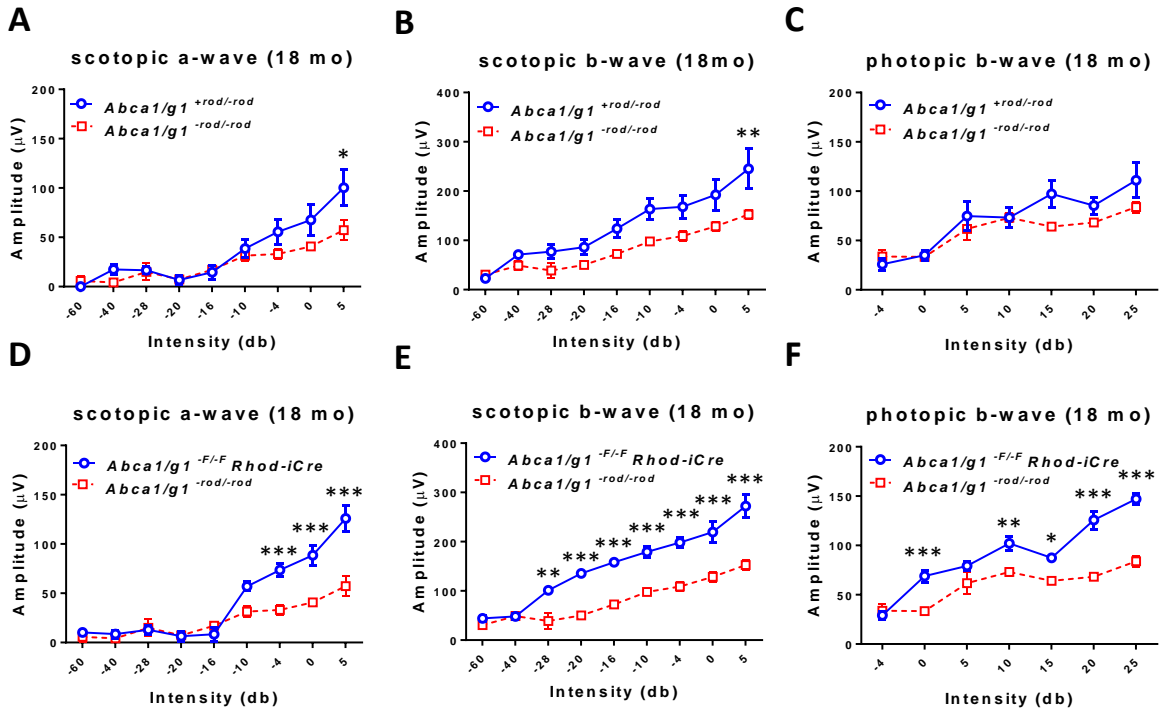 A
B
C
scotopic a-wave (18 mo)
scotopic b-wave (18mo)
photopic b-wave (18 mo)
Amplitude (µV)
200
150
100
50
0
Abca1/g1 +rod/-rod
Abca1/g1 -rod/-rod
*
-60 -40 -28 -20 -16 -10 -4 0 5
Intensity (db)
Amplitude (µV)
400
300
200
100
0
Abca1/g1 +rod/-rod
Abca1/g1 -rod/-rod
**
-60 -40 -28 -20 -16 -10 -4 0 5
Intensity (db)
Amplitude (µV)
200
150
100
50
0
Abca1/g1 +rod/-rod
Abca1/g1 -rod/-rod
-4 0 5 10 15 20 25
Intensity (db)
D
E
F
scotopic a-wave (18 mo)
scotopic b-wave (18 mo)
photopic b-wave (18 mo)
Amplitude (µV)
200
150
100
50
0
Abca1/g1 -F/-F Rhod-iCre
Abca1/g1 -rod/-rod
*** *** ***
-60 -40 -28 -20 -16 -10 -4 0 5
Intensity (db)
Amplitude (µV)
400
300
200
100
0
Abca1/g1 -F/-F Rhod-iCre
Abca1/g1 -rod/-rod
** *** *** *** *** *** ***
-60 -40 -28 -20 -16 -10 -4 0 5
Intensity (db)
Amplitude (µV)
200
150
100
50
0
Abca1/g1 -F/-F Rhod-iCre
Abca1/g1 -rod/-rod
*** ** * *** ***
-4 0 5 10 15 20 25
Intensity (db)